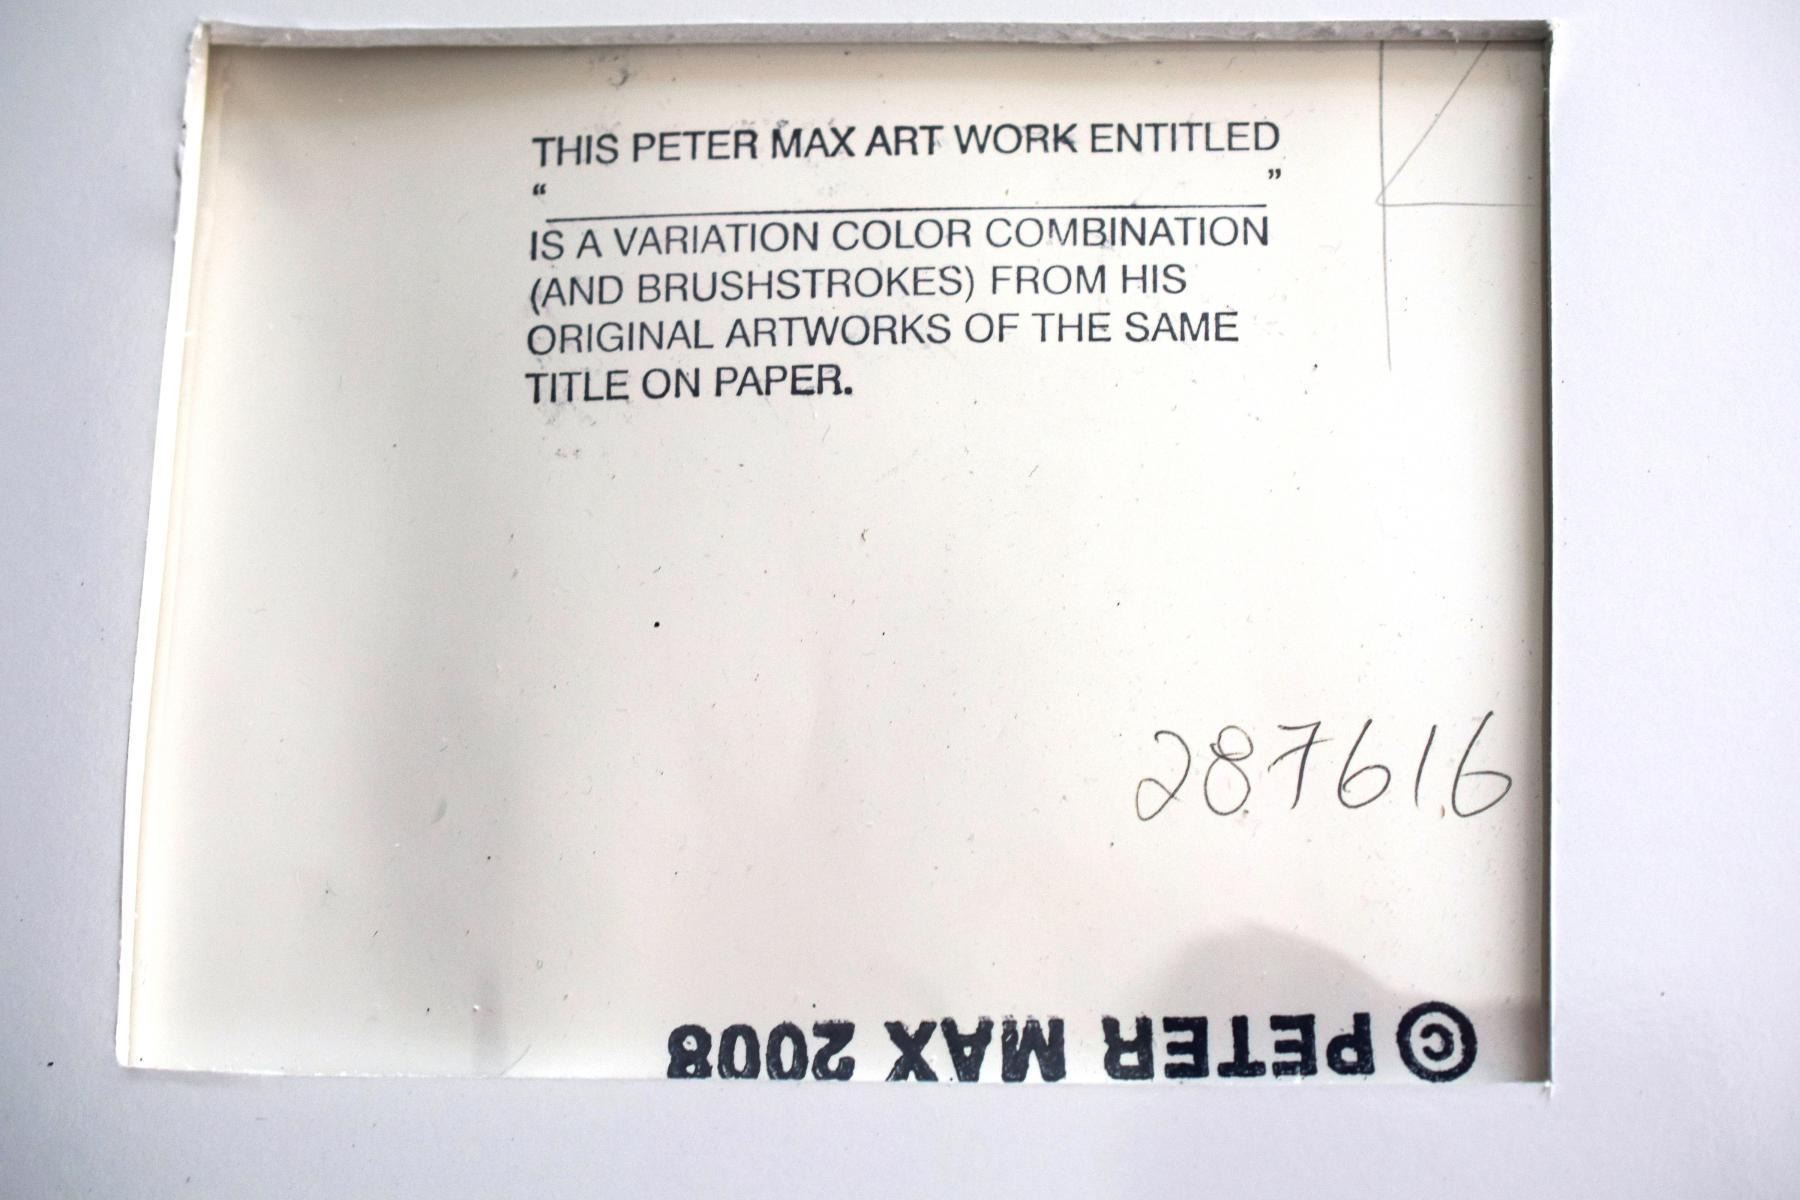 THIS PETER MAX ART WORK ENTITLED
“ ”
IS A VARIATION COLOR COMBINATION
(AND BRUSHSTROKES) FROM HIS
ORIGINAL ARTWORKS OF THE SAME
TITLE ON PAPER.
287616
© PETER MAX 2008